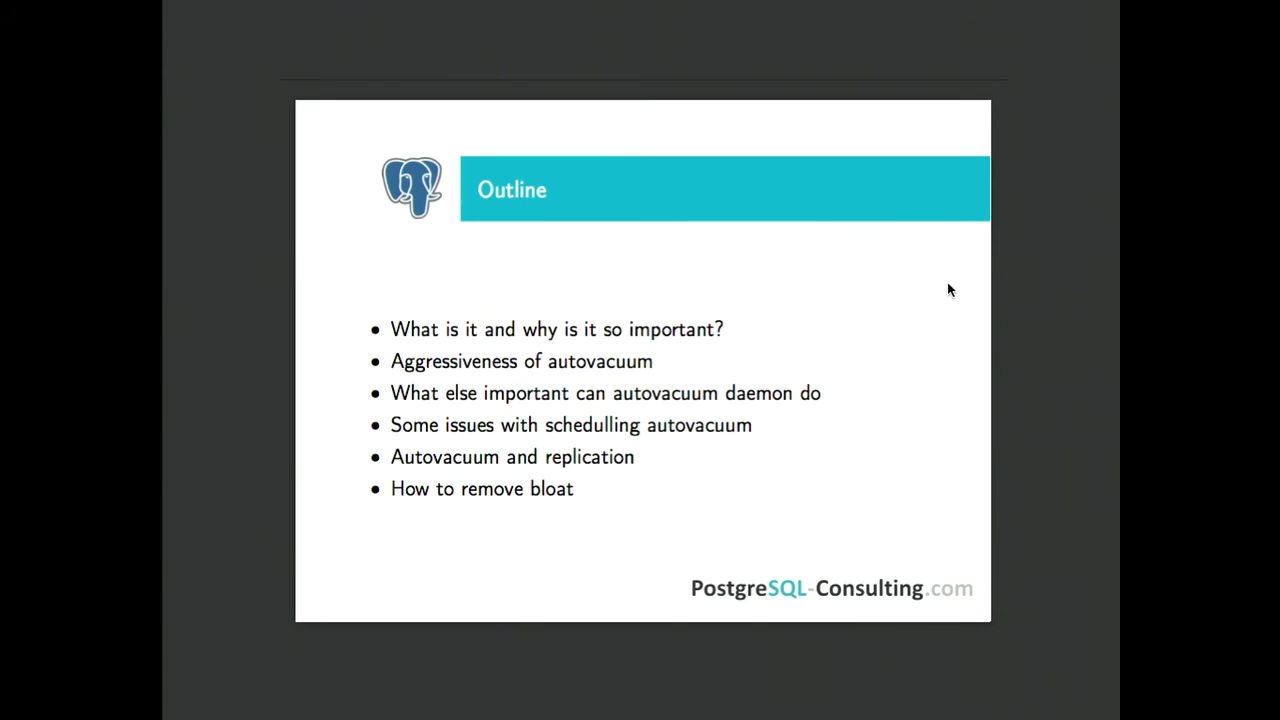 Outline
• What is it and why is it so important?
• Aggressiveness of autovacuum
• What else important can autovacuum daemon do
• Some issues with schedulling autovacuum
• Autovacuum and replication
• How to remove bloat
PostgreSQL-Consulting.com